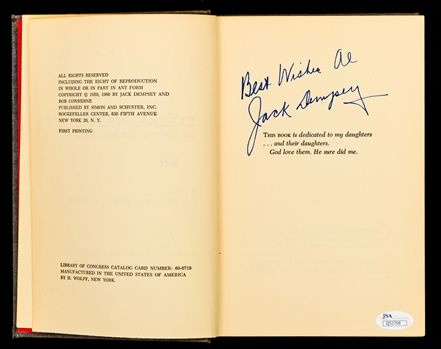 ALL RIGHTS RESERVED
INCLUDING THE RIGHT OF REPRODUCTION
IN WHOLE OR IN PART IN ANY FORM
COPYRIGHT © 1959, 1960 BY JACK DEMPSEY AND
BOB CONSIDINE
PUBLISHED BY SIMON AND SCHUSTER, INC.
ROCKEFELLER CENTER, 630 FIFTH AVENUE
NEW YORK 20, N. Y.
FIRST PRINTING
LIBRARY OF CONGRESS CATALOG CARD NUMBER: 60-6719
MANUFACTURED IN THE UNITED STATES OF AMERICA
BY H. WOLFF, NEW YORK.
Best Wishes Al
Jack Dempsey
THIS BOOK is dedicated to my daughters
. . . and their daughters.
God love them. He sure did me.
JSA